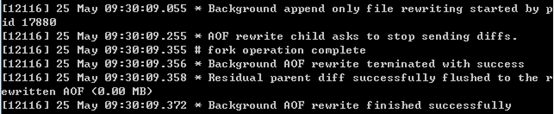 [12116] 25 May 09:30:09.055 * Background append only file rewriting started by p
id 17880
[12116] 25 May 09:30:09.255 * AOF rewrite child asks to stop sending diffs.
[12116] 25 May 09:30:09.355 # fork operation complete
[12116] 25 May 09:30:09.356 * Background AOF rewrite terminated with success
[12116] 25 May 09:30:09.358 * Residual parent diff successfully flushed to the r
ewritten AOF (0.00 MB)
[12116] 25 May 09:30:09.372 * Background AOF rewrite finished successfully